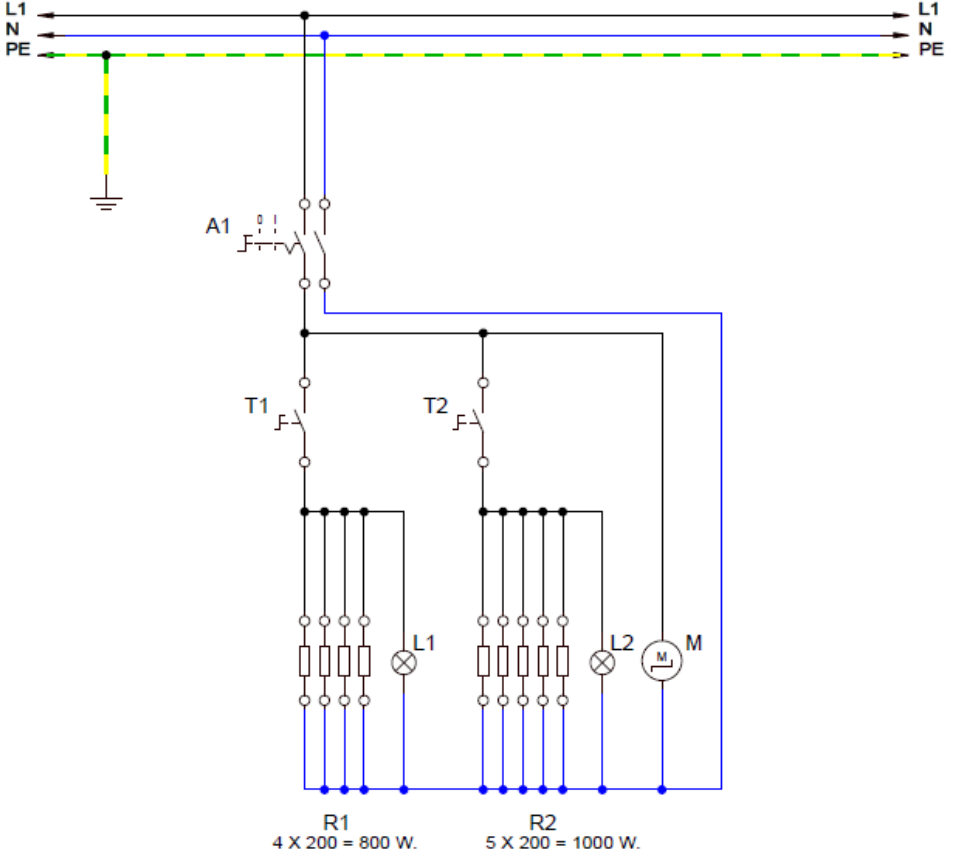 L1 L1
N N
PE PE
0 I
A1
T1 T2
L1 L2 M
M
R1 R2
4 X 200 = 800 W. 5 X 200 = 1000 W.